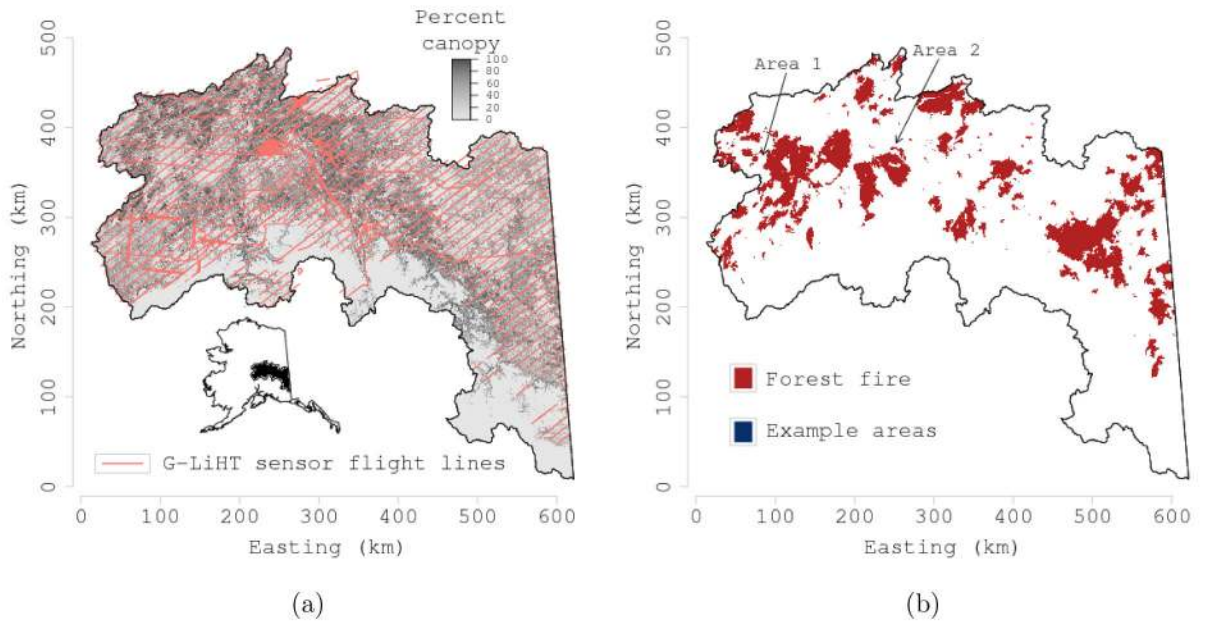 Percent
canopy
100
80
60
40
20
0
500
400
300
200
100
0
Northing (km)
G-LiHT sensor flight lines
0 100 200 300 400 500 600
Easting (km)
(a)
500
400
300
200
100
0
Northing (km)
Area 1
Area 2
Forest fire
Example areas
0 100 200 300 400 500 600
Easting (km)
(b)